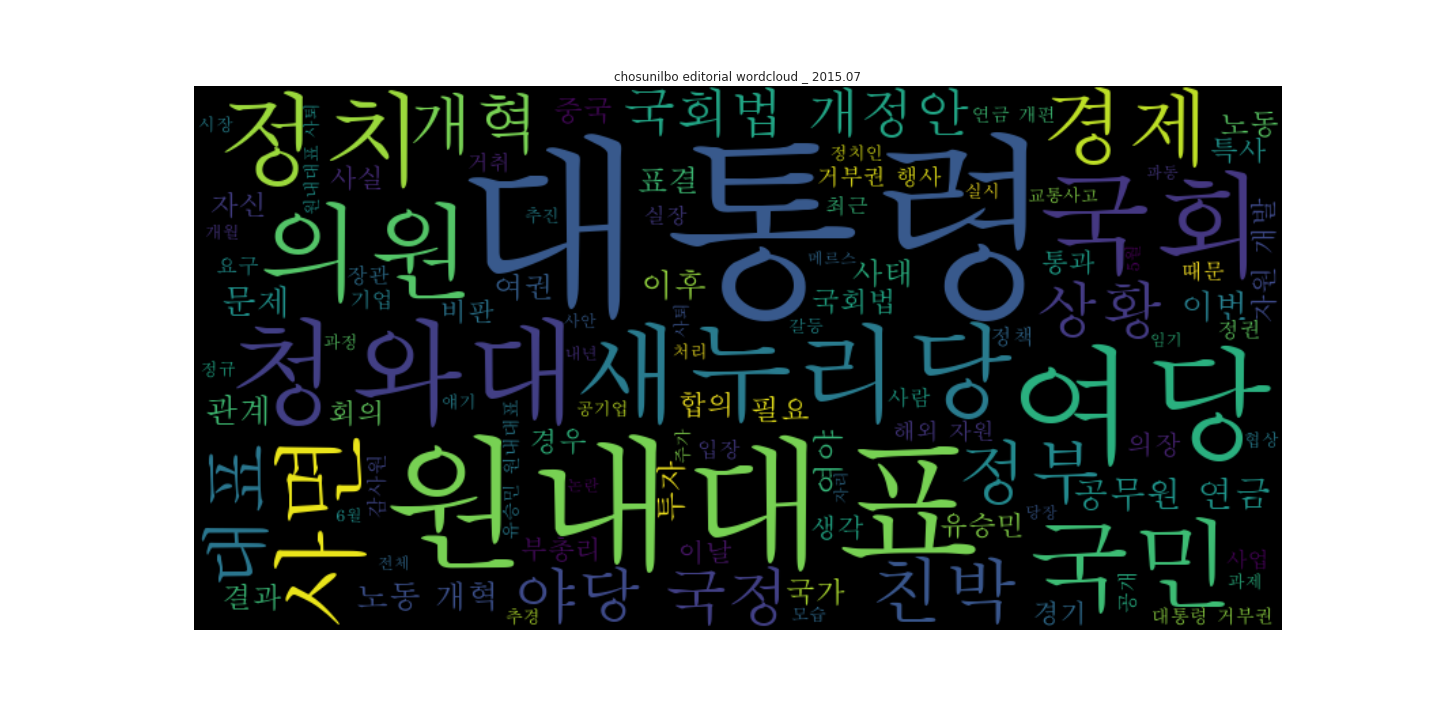 chosunilbo editorial wordcloud _ 2015.07
정치 개혁 중국 국회법 개정안 연금 개편 경제 노동
시장 원내대표 사퇴 사실 거취 대통령 표결 정치인 거부권 행사 실시 교통사고 특사 파동
자신 개월 의원 추진 실장 최근 국회 자원 개발
요구 장관 문제 기업 여권 비판 이후 메르스 사태 국회법 통과 5월 때문 상황 이번
청와대 사안 새누리당 사퇴 갈등 정책 정권 임기
정규 과정 내년 처리 여당
관계 회의 얘기 공기업 합의 필요 사람 해외 자원 의장 협상
대표 사면 감사원 원내대표 유승민 원내대표 경우 추가 입장 여야 정부 공무원 연금
6월 논란 투자 자리 생각 유승민 당장 국민
전체 부총리 이날 사업
결과 노동 개혁 야당 국정 국가 친박 경기 공개 과제
추경 모습 대통령 거부권